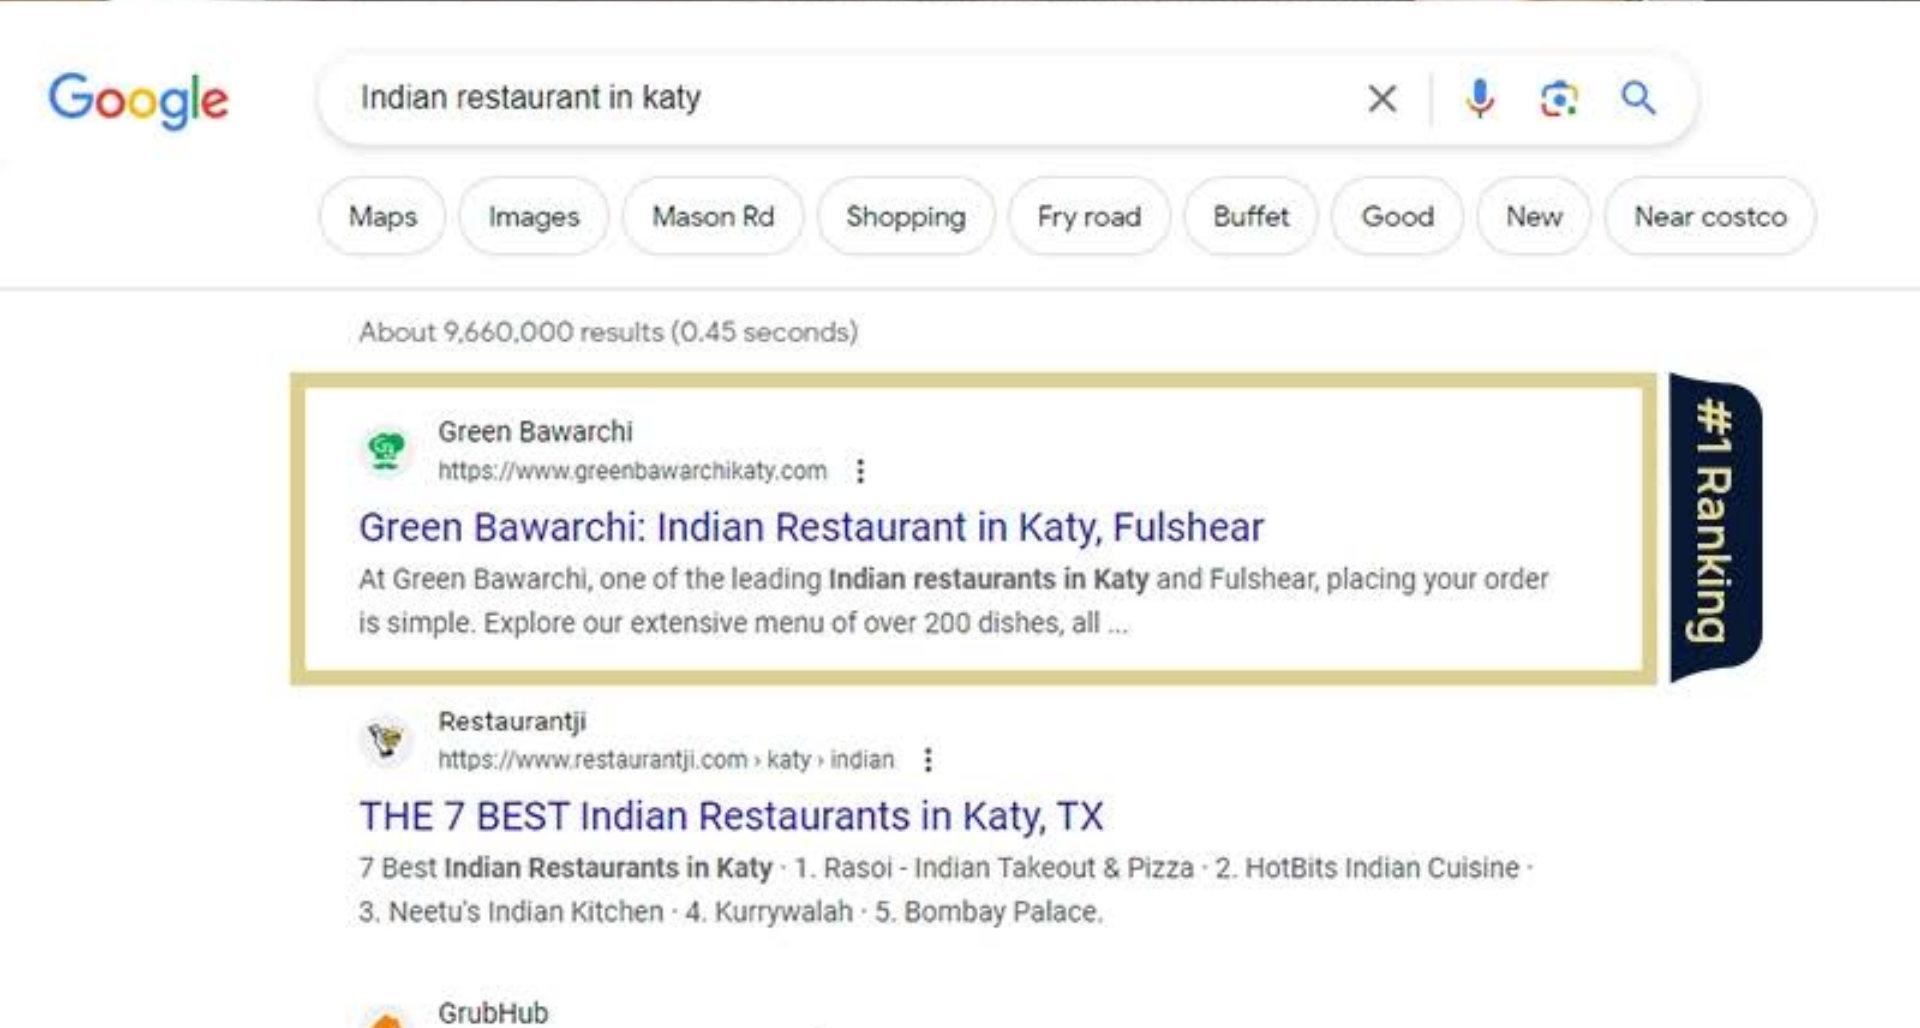 Google
Indian restaurant in katy
Maps
Images
Mason Rd
Shopping
Fry road
Buffet
Good
New
Near costco
About 9,660,000 results (0.45 seconds)
Green Bawarchi
https://www.greenbawarchikaty.com
Green Bawarchi: Indian Restaurant in Katy, Fulshear
At Green Bawarchi, one of the leading Indian restaurants in Katy and Fulshear, placing your order
is simple. Explore our extensive menu of over 200 dishes, all ...
#1 Ranking
Restaurantji
https://www.restaurantji.com › katy › indian
THE 7 BEST Indian Restaurants in Katy, TX
7 Best Indian Restaurants in Katy · 1. Rasoi - Indian Takeout & Pizza · 2. HotBits Indian Cuisine ·
3. Neetu's Indian Kitchen · 4. Kurrywalah · 5. Bombay Palace.
GrubHub